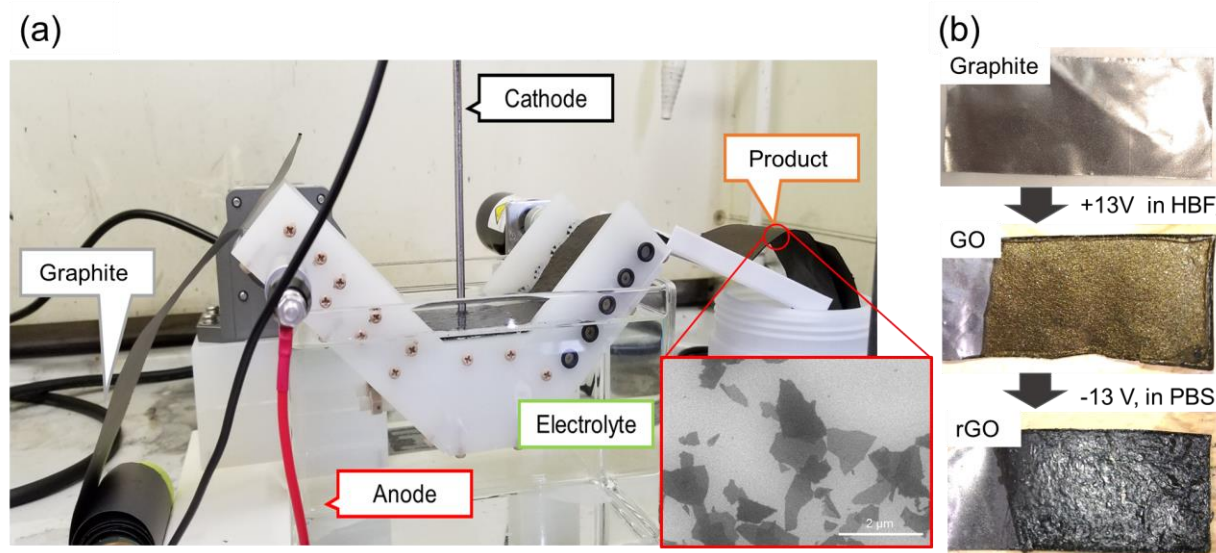 (a)
Cathode
Product
Graphite
Electrolyte
Anode
2 μm
(b)
Graphite
+13V in HBF
GO
-13 V, in PBS
rGO